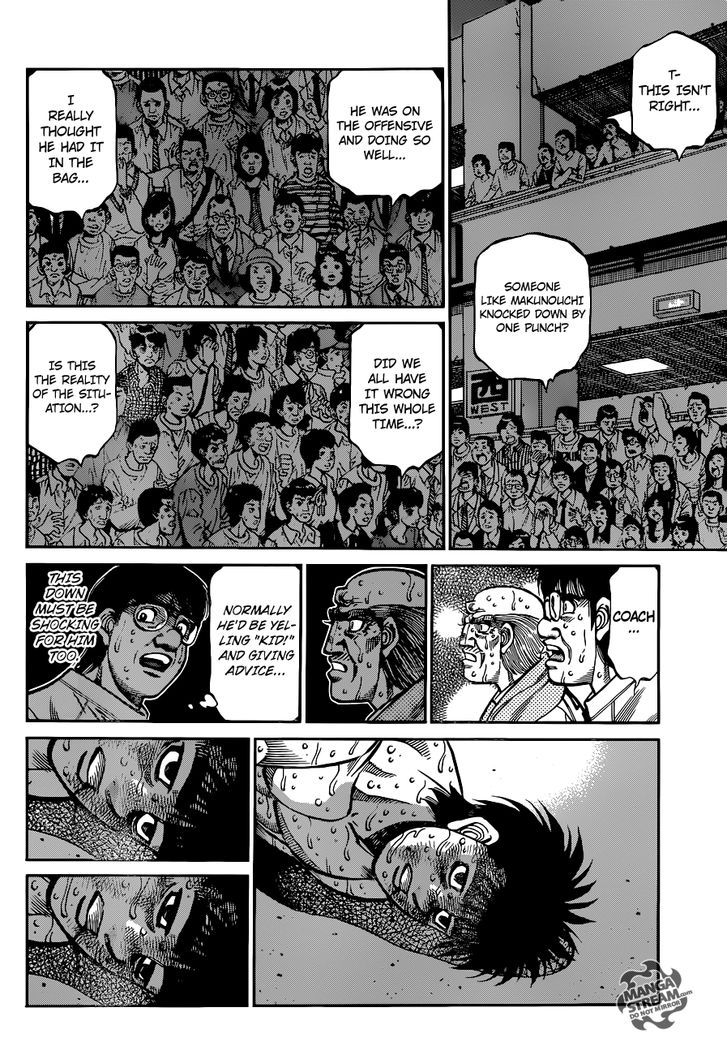 T-
THIS ISN'T
RIGHT...
SOMEONE
LIKE MAKUNOUCHI
KNOCKED DOWN BY
ONE PUNCH?
西
WEST
HE WAS ON
THE OFFENSIVE
AND DOING SO
WELL...
I
REALLY
THOUGHT
HE HAD IT
IN THE
BAG...
DID WE
ALL HAVE
IT WRONG
THIS WHOLE
TIME...?
IS THIS
THE REALITY
OF THE SITU-
ATION...?
COACH
...
NORMALLY
HE'D BE YEL-
LING "KID!"
AND GIVING
ADVICE...
THIS
DOWN
MUST BE
SHOCKING
FOR HIM
TOO...
MANGA
STREAM.com
DO NOT MIRROR!